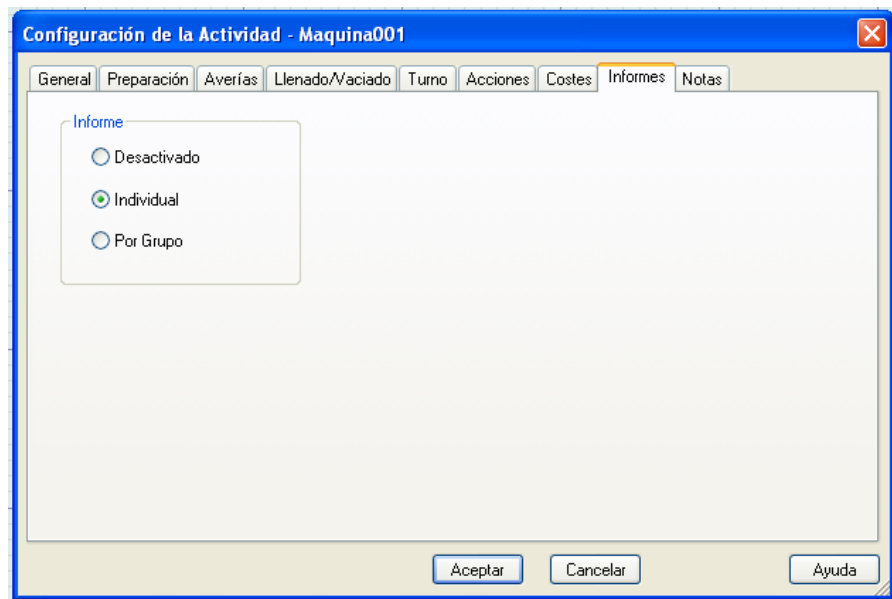 Configuración de la Actividad - Maquina001
General Preparación Averías Llenado/Vaciado Turno Acciones Costes Informes Notas
Informe
Desactivado
Individual
Por Grupo
Aceptar Cancelar Ayuda